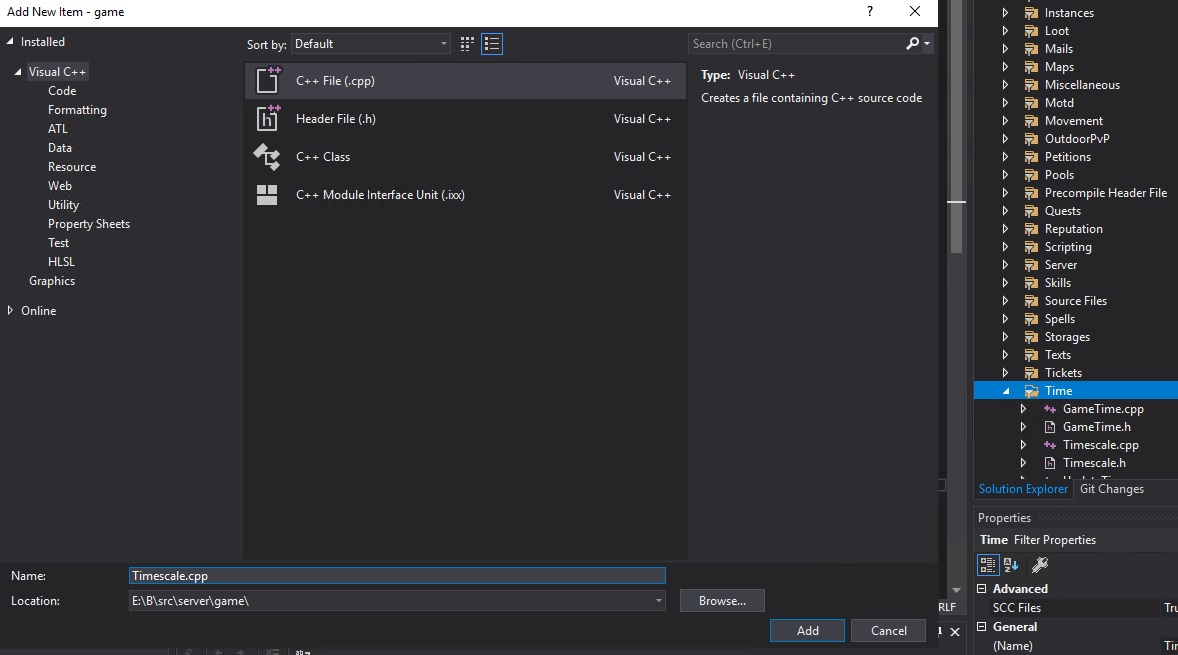 Add New Item - game
?
Installed
Visual C++
Code
Formatting
ATL
Data
Resource
Web
Utility
Property Sheets
Test
HLSL
Graphics
Online
Sort by: Default
Search (Ctrl+E)
C++ File (.cpp) Visual C++
Header File (.h) Visual C++
C++ Class Visual C++
C++ Module Interface Unit (.ixx) Visual C++
Type: Visual C++
Creates a file containing C++ source code
Name: Timescale.cpp
Location: E:\B\src\server\game\
Browse...
Add Cancel
Instances
Loot
Mails
Maps
Miscellaneous
Motd
Movement
OutdoorPvP
Petitions
Pools
Precompile Header File
Quests
Reputation
Scripting
Server
Skills
Source Files
Spells
Storages
Texts
Tickets
Time
GameTime.cpp
GameTime.h
Timescale.cpp
Timescale.h
Solution Explorer Git Changes
Properties
Time Filter Properties
Advanced
SCC Files
General
(Name)